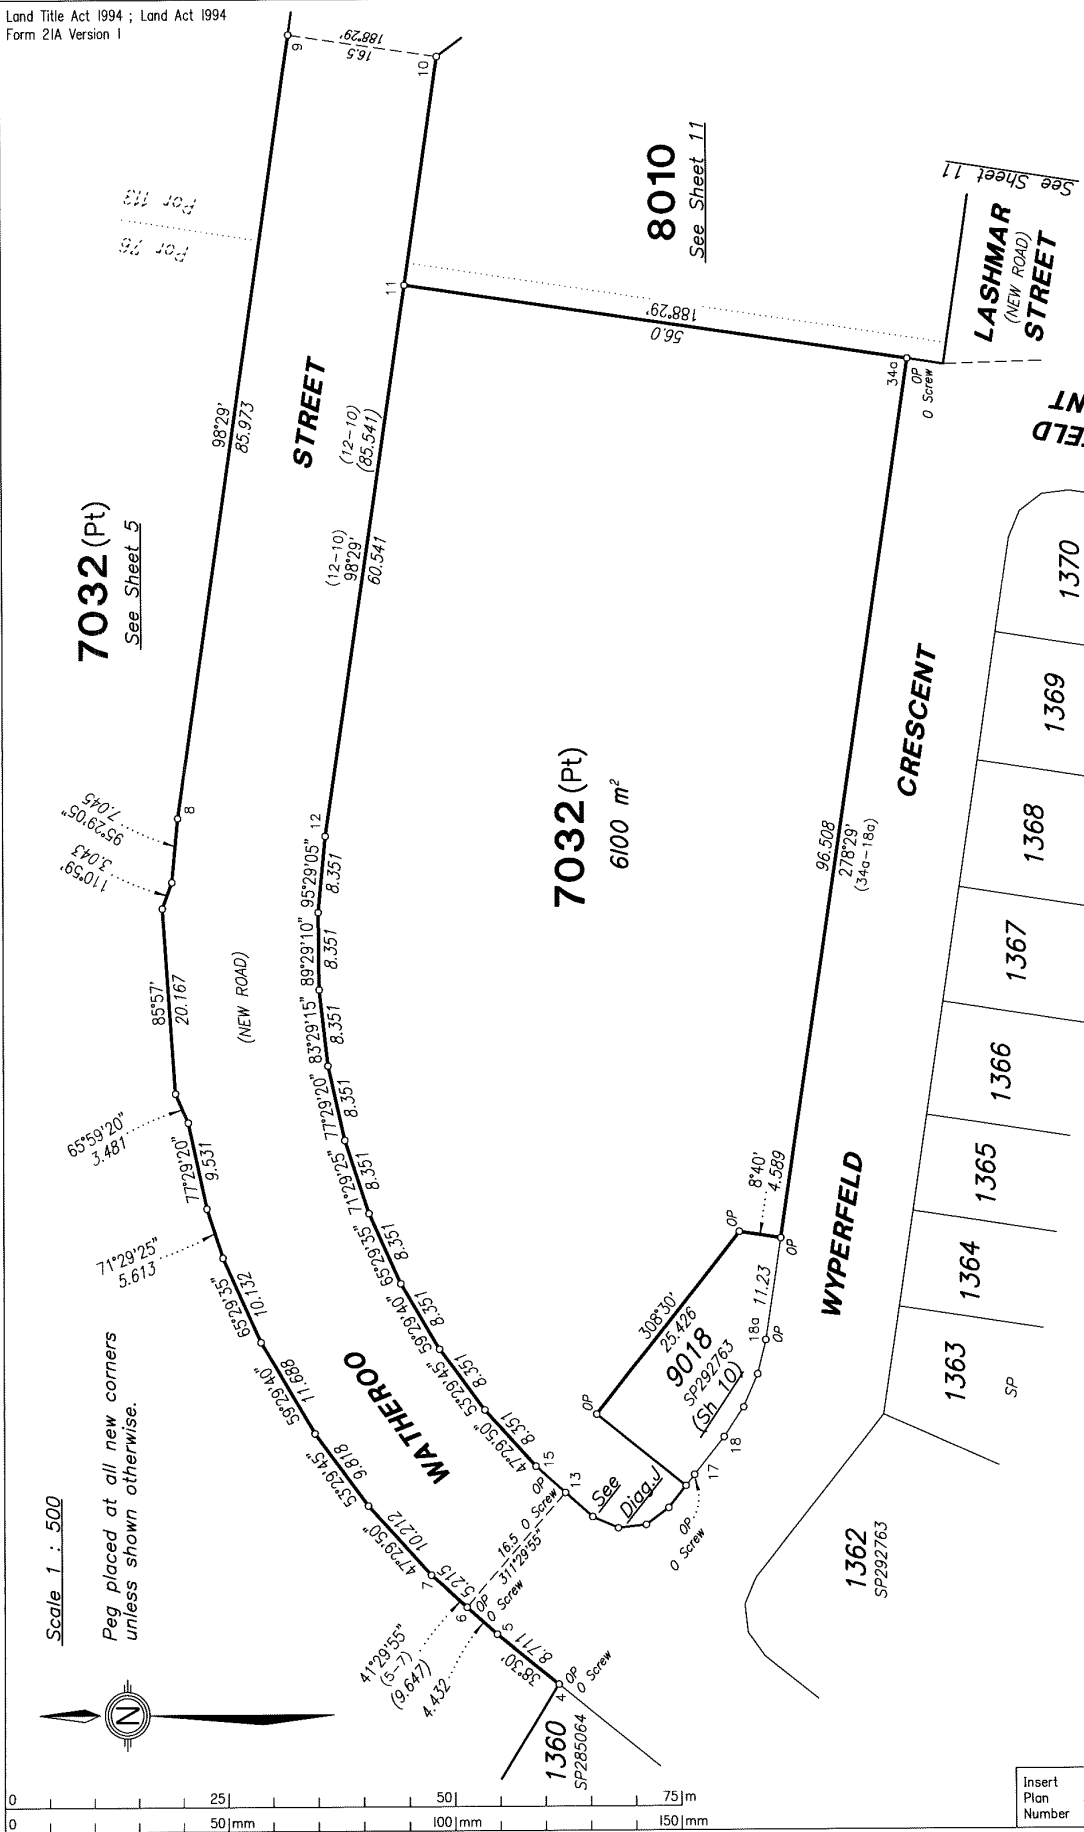 Land Title Act 1994 ; Land Act 1994
Form 21A Version 1
Scale 1 : 500
Peg placed at all new corners
unless shown otherwise.
N
7032 (Pt)
See Sheet 5
Por 76
Por 113
9
188°29'
16.5
10
98°29'
85.973
8
95°29'05"
7.045
110°59'
3.043
85°57'
20.167
65°59'20"
3.481
77°29'20"
9.531
71°29'25"
5.613
65°29'35"
10.132
59°29'40"
11.688
53°29'45"
9.818
47°29'50"
10.212
7
5.215
6
41°29'55"
(5-7)
(9.647)
4.432
OP
0 Screw
5
38°30'
8.711
4
OP
0 Screw
16.5
311°29'55"
WATHEROO
STREET
(NEW ROAD)
11
(12-10)
(85.541)
(12-10)
98°29'
60.541
12
95°29'05"
8.351
89°29'10"
8.351
83°29'15"
8.351
77°29'20"
8.351
71°29'25"
8.351
65°29'35"
8.351
59°29'40"
8.351
53°29'45"
8.351
47°29'50"
8.351
15
OP
0 Screw
13
See
Diag.J
8010
See Sheet 11
188°29'
56.0
34a
OP
0 Screw
7032 (Pt)
6100 m²
96.508
278°29'
(34a-18a)
8°40'
4.589
OP
OP
308°30'
25.426
OP
9018
SP292763
(Sh 10)
11.23
18a
OP
18
17
OP
0 Screw
WYPERFELD
CRESCENT
LASHMAR
(NEW ROAD)
STREET
See Sheet 11
ELD
NT
1360
SP285064
1362
SP292763
1363
SP
1364
1365
1366
1367
1368
1369
1370
0
25
50
75 m
0
50 mm
100 mm
150 mm
Insert
Plan
Number